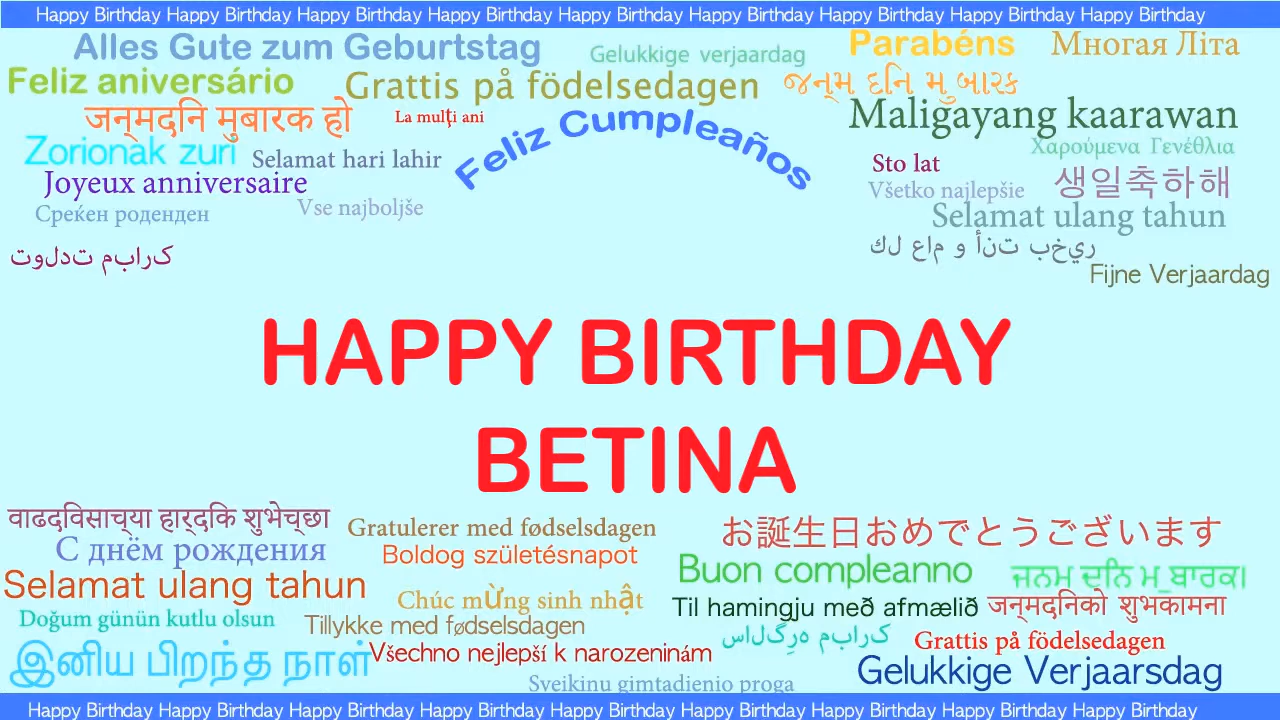 Happy Birthday Happy Birthday Happy Birthday Happy Birthday Happy Birthday Happy Birthday Happy Birthday Happy Birthday Happy Birthday
Alles Gute zum Geburtstag
Gelukkige verjaardag
Parabéns
Многая Літа
Feliz aniversário
Grattis på födelsedagen
જન્મ દિન મુબારક
जन्मदिन मुबारक हो
La mulţi ani
Feliz Cumpleaños
Maligayang kaarawan
Zorionak zuri
Selamat hari lahir
Sto lat
Χαρούμενα Γενέθλια
Joyeux anniversaire
Všetko najlepšie
생일축하해
Среќен роденден
Vse najboljše
Selamat ulang tahun
تولدت مبارک
كل عام و أنت بخير
Fijne Verjaardag
HAPPY BIRTHDAY
BETINA
वाढदिवसाच्या हार्दिक शुभेच्छा
Gratulerer med fødselsdagen
お誕生日おめでとうございます
С днём рождения
Boldog születésnapot
Buon compleanno
ਜਨਮ ਦਿਨ ਮੁਬਾਰਕ।
Selamat ulang tahun
Chúc mừng sinh nhật
Til hamingju með afmælið
जन्मदिनको शुभकामना
Doğum günün kutlu olsun
Tillykke med fødselsdagen
سالگِرہ مبارک
Grattis på födelsedagen
இனிய பிறந்த நாள்
Všechno nejlepší k narozeninám
Gelukkige Verjaarsdag
Sveikinu gimtadienio proga
Happy Birthday Happy Birthday Happy Birthday Happy Birthday Happy Birthday Happy Birthday Happy Birthday Happy Birthday Happy Birthday